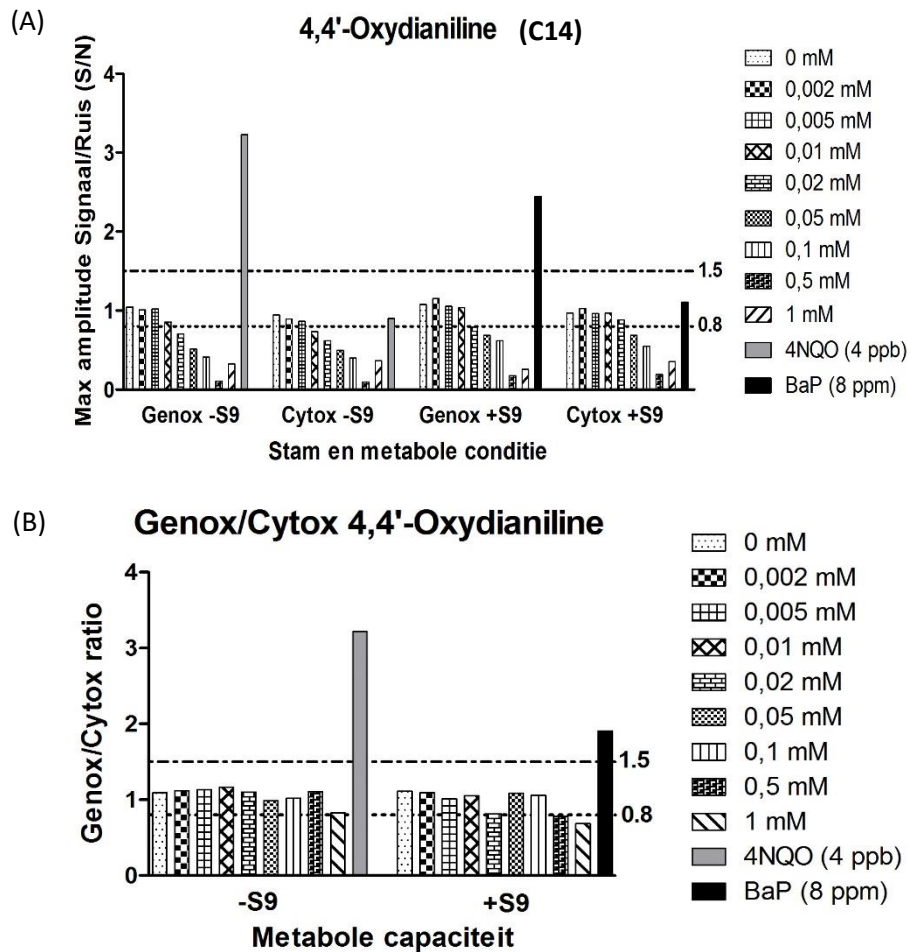 (A)
4,4'-Oxydianiline (C14)
Max amplitude Signaal/Ruis (S/N)
4
3
2
1
0
1.5
0.8
Genox -S9 Cytox -S9 Genox +S9 Cytox +S9
Stam en metabole conditie
0 mM
0,002 mM
0,005 mM
0,01 mM
0,02 mM
0,05 mM
0,1 mM
0,5 mM
1 mM
4NQO (4 ppb)
BaP (8 ppm)
(B)
Genox/Cytox 4,4'-Oxydianiline
Genox/Cytox ratio
4
3
2
1
0
1.5
0.8
-S9 +S9
Metabole capaciteit
0 mM
0,002 mM
0,005 mM
0,01 mM
0,02 mM
0,05 mM
0,1 mM
0,5 mM
1 mM
4NQO (4 ppb)
BaP (8 ppm)